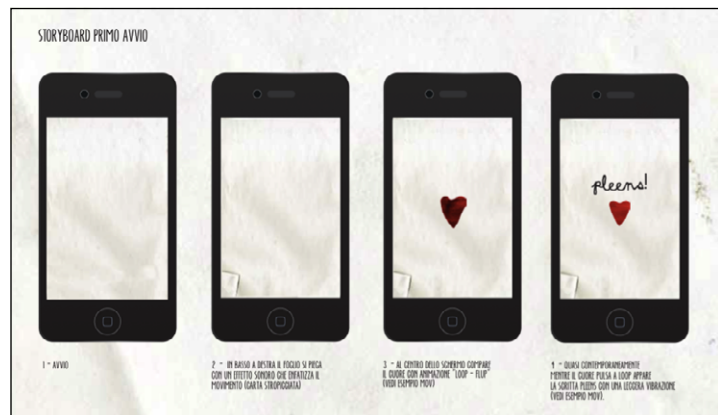 STORYBOARD PRIMO AVVIO
pleens!
1 - AVVIO
2 - IN BASSO A DESTRA IL FOGLIO SI PIEGA
CON UN EFFETTO SONORO CHE ENFATIZZA IL
MOVIMENTO (CARTA STROPICCIATA)
3 - AL CENTRO DELLO SCHERMO COMPARE
IL CUORE CON ANIMAZIONE "LOOP - FLUP"
(VEDI ESEMPIO MOV)
4 - QUASI CONTEMPORANEAMENTE
MENTRE IL CUORE PULSA A LOOP APPARE
LA SCRITTA PLEENS CON UNA LEGGERA VIBRAZIONE
(VEDI ESEMPIO MOV).